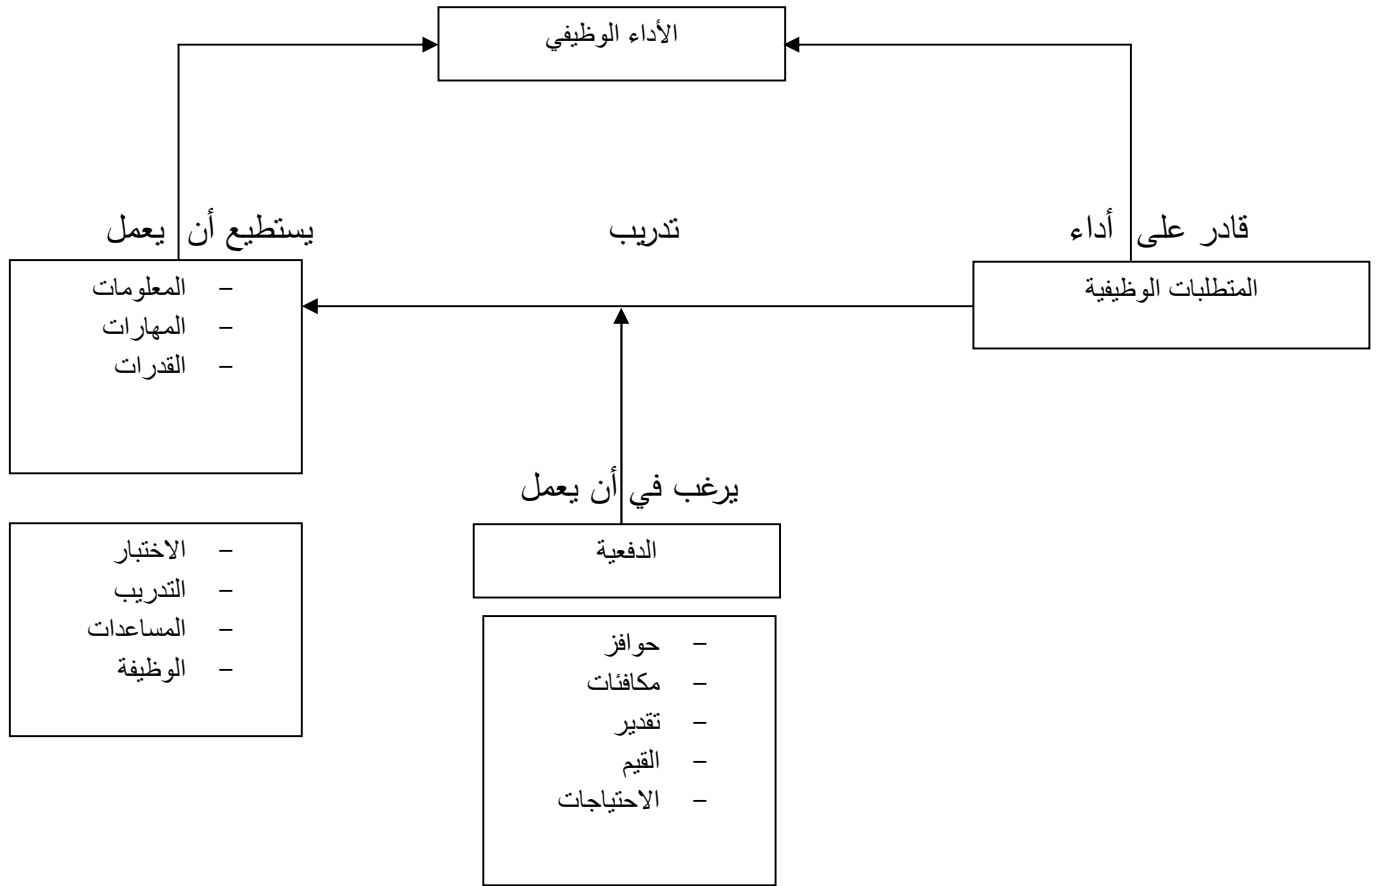 الأداء الوظيفي
قادر على أداء
تدريب
يستطيع أن يعمل
المتطلبات الوظيفية
- المعلومات
- المهارات
- القدرات
يرغب في أن يعمل
الدفعية
- الاختبار
- التدريب
- المساعدات
- الوظيفة
- حوافز
- مكافئات
- تقدير
- القيم
- الاحتياجات